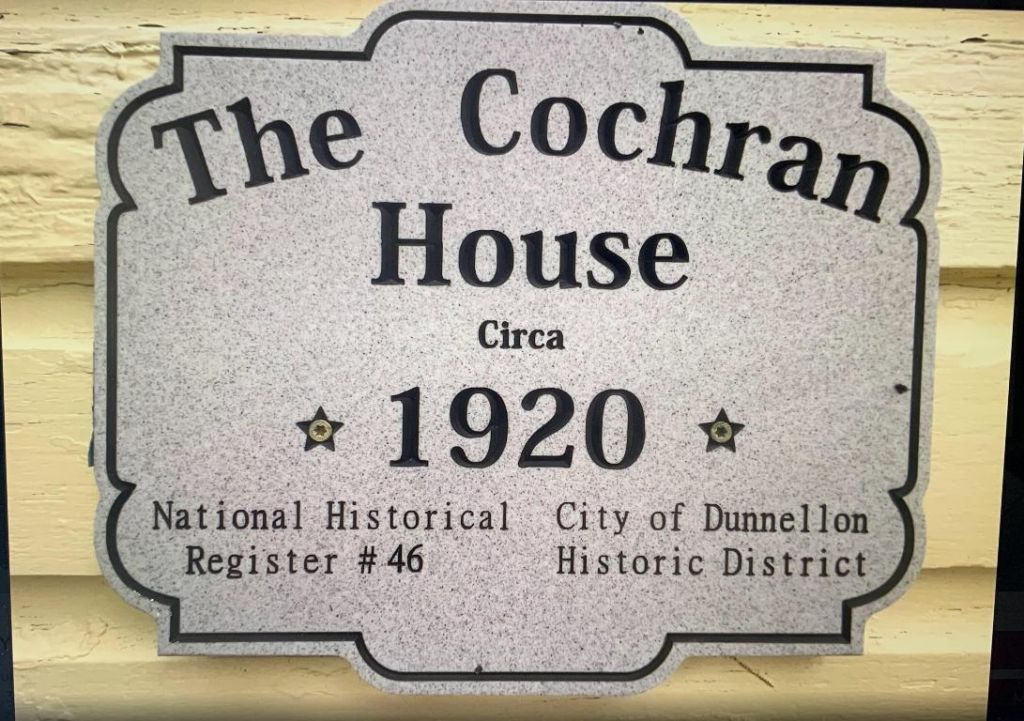 The Cochran
House
Circa
1920
National Historical
Register # 46
City of Dunnellon
Historic District